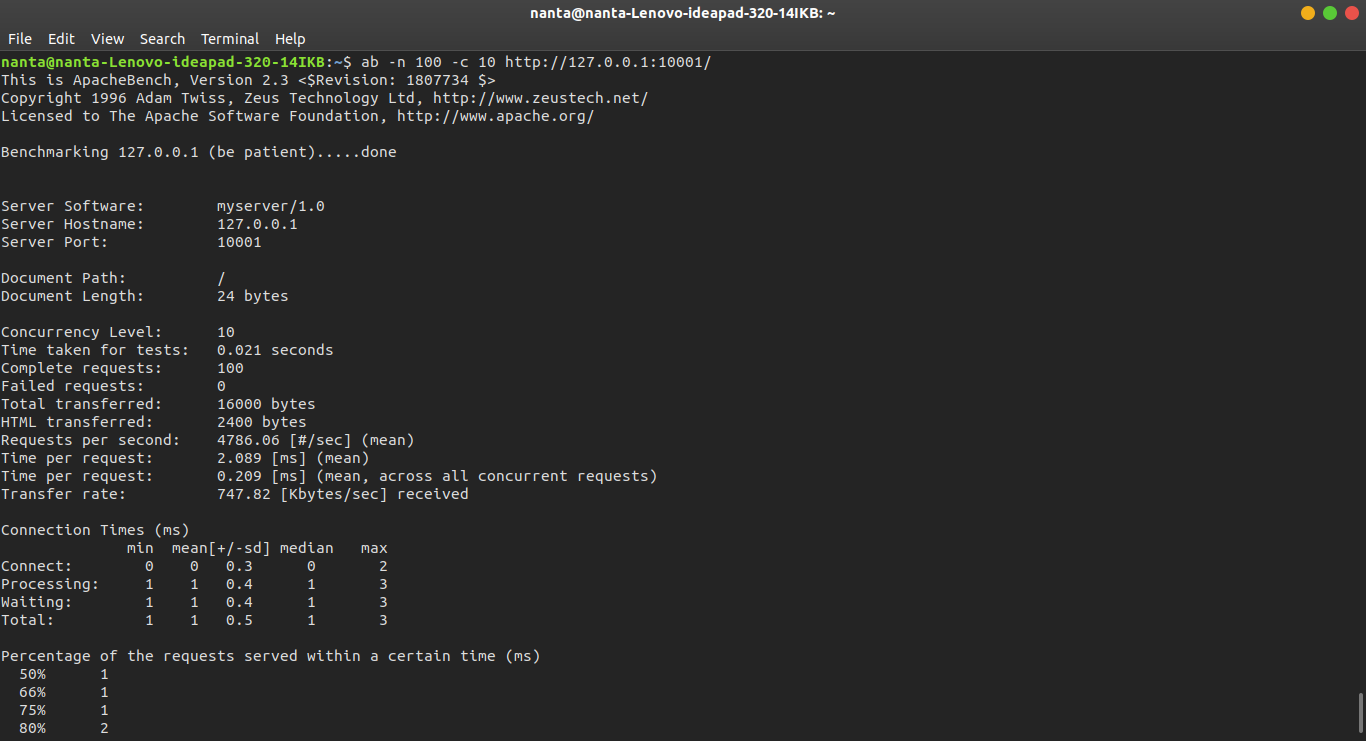 nanta@nanta-Lenovo-ideapad-320-14IKB: ~
File Edit View Search Terminal Help
nanta@nanta-Lenovo-ideapad-320-14IKB:~$ ab -n 100 -c 10 http://127.0.0.1:10001/
This is ApacheBench, Version 2.3 <$Revision: 1807734 $>
Copyright 1996 Adam Twiss, Zeus Technology Ltd, http://www.zeustech.net/
Licensed to The Apache Software Foundation, http://www.apache.org/

Benchmarking 127.0.0.1 (be patient).....done


Server Software:        myserver/1.0
Server Hostname:        127.0.0.1
Server Port:            10001

Document Path:          /
Document Length:        24 bytes

Concurrency Level:      10
Time taken for tests:   0.021 seconds
Complete requests:      100
Failed requests:        0
Total transferred:      16000 bytes
HTML transferred:       2400 bytes
Requests per second:    4786.06 [#/sec] (mean)
Time per request:       2.089 [ms] (mean)
Time per request:       0.209 [ms] (mean, across all concurrent requests)
Transfer rate:          747.82 [Kbytes/sec] received

Connection Times (ms)
              min  mean[+/-sd] median   max
Connect:        0    0   0.3      0       2
Processing:     1    1   0.4      1       3
Waiting:        1    1   0.4      1       3
Total:          1    1   0.5      1       3

Percentage of the requests served within a certain time (ms)
  50%      1
  66%      1
  75%      1
  80%      2